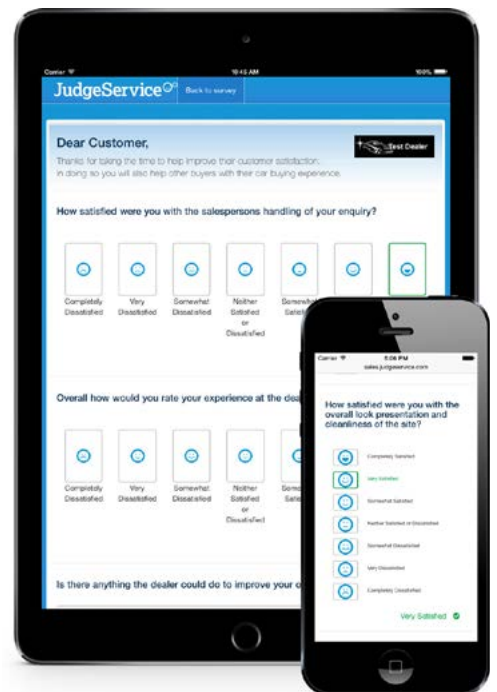 Carrier
10:45 AM
100%
JudgeService
Back to survey
Dear Customer,
Test Dealer
Thanks for taking the time to help improve their customer satisfaction.
In doing so you will also help other buyers with their car buying experience.
How satisfied were you with the salespersons handling of your enquiry?
Completely Dissatisfied
Very Dissatisfied
Somewhat Dissatisfied
Neither Satisfied or Dissatisfied
Somewhat
Overall how would you rate your experience at the
Completely Dissatisfied
Very Dissatisfied
Somewhat Dissatisfied
Neither Satisfied or Dissatisfied
Is there anything the dealer could do to improve your
Carrier
5:06 PM
sales.judgeservice.com
How satisfied were you with the
overall look presentation and
cleanliness of the site?
Completely Satisfied
Very Satisfied
Somewhat Satisfied
Neither Satisfied or Dissatisfied
Somewhat Dissatisfied
Very Dissatisfied
Completely Dissatisfied
Very Satisfied